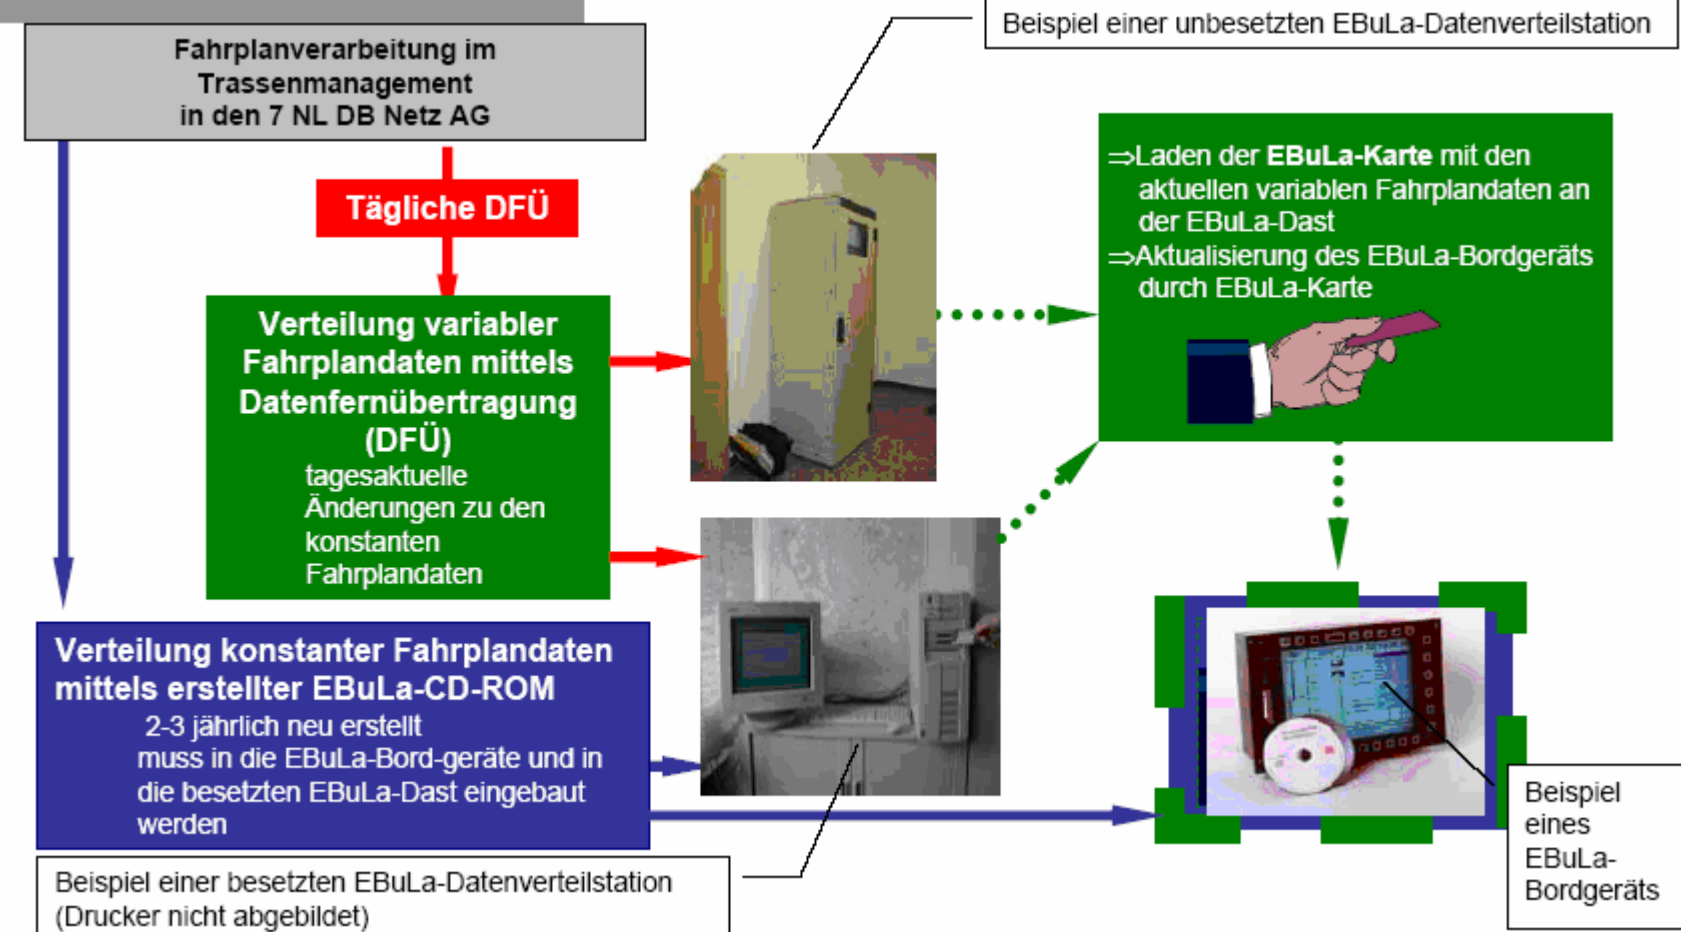 Fahrplanverarbeitung im
Trassenmanagement
in den 7 NL DB Netz AG
Beispiel einer unbesetzten EBuLa-Datenverteilstation
Tägliche DFÜ
⇒Laden der EBuLa-Karte mit den
aktuellen variablen Fahrplandaten an
der EBuLa-Dast
⇒Aktualisierung des EBuLa-Bordgeräts
durch EBuLa-Karte
Verteilung variabler
Fahrplandaten mittels
Datenfernübertragung
(DFÜ)
tagesaktuelle
Änderungen zu den
konstanten
Fahrplandaten
Verteilung konstanter Fahrplandaten
mittels erstellter EBuLa-CD-ROM
2-3 jährlich neu erstellt
muss in die EBuLa-Bord-geräte und in
die besetzten EBuLa-Dast eingebaut
werden
Beispiel einer besetzten EBuLa-Datenverteilstation
(Drucker nicht abgebildet)
Beispiel
eines
EBuLa-
Bordgeräts